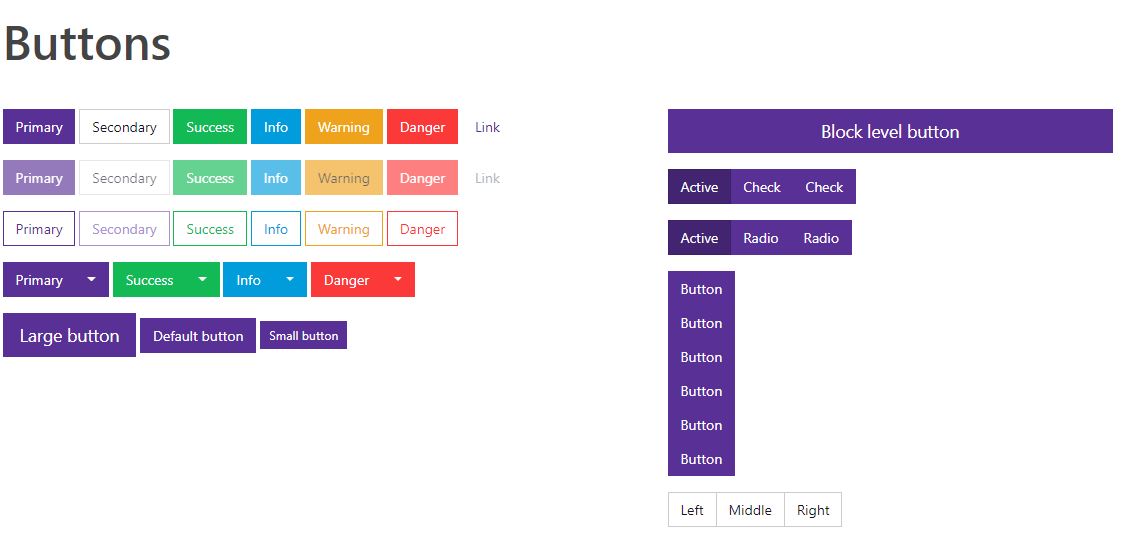 Buttons
Primary Secondary Success Info Warning Danger Link
Primary Secondary Success Info Warning Danger Link
Primary Secondary Success Info Warning Danger
Primary Success Info Danger
Large button Default button Small button
Block level button
Active Check Check
Active Radio Radio
Button
Button
Button
Button
Button
Button
Left Middle Right